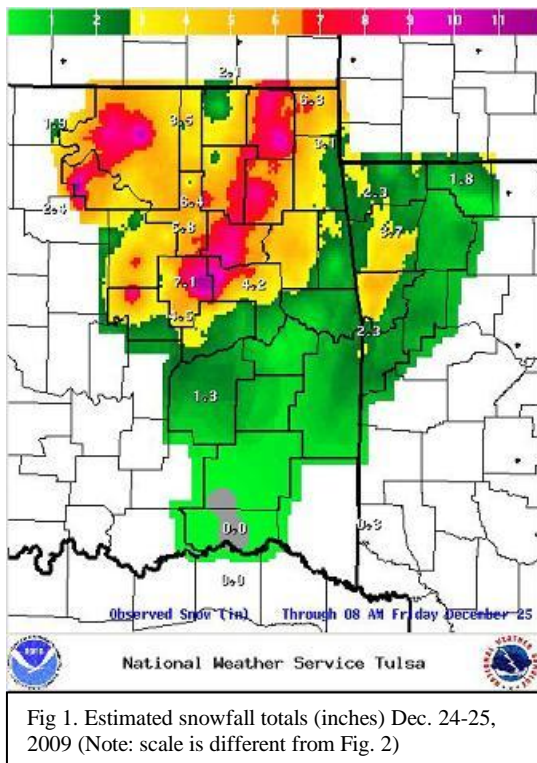 1 2 3 4 5 6 7 8 9 10 11
2.1
6.3
1.9 3.5
3.1
1.8
2.3
2.4 6.4
5.8 3.7
7.1 4.2
4.5 2.3
1.3
0.0 0.3
0.0
Observed Snow (in) Through 08 AM Friday December 25
National Weather Service Tulsa
Fig 1. Estimated snowfall totals (inches) Dec. 24-25,
2009 (Note: scale is different from Fig. 2)